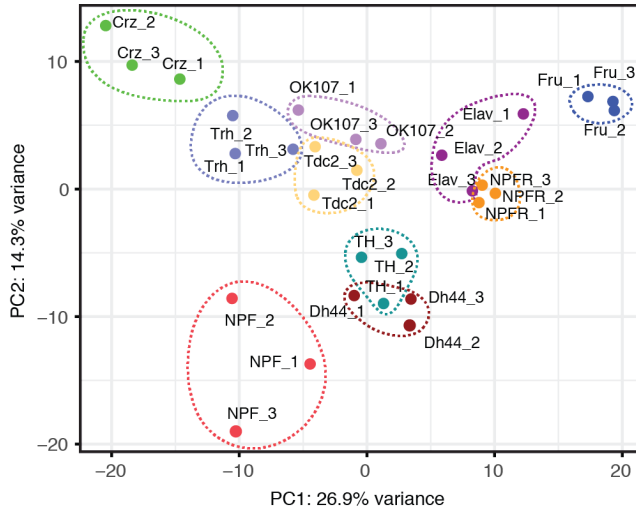 Crz_2
Crz_3
Crz_1
Fru_1
Fru_3
Fru_2
10
OK107_1
OK107_3
OK107_2
Elav_1
Elav_2
Elav_3
Trh_2
Trh_1
Trh_3
Tdc2_3
Tdc2_2
Tdc2_1
NPFR_3
NPFR_2
NPFR_1
0
TH_3
TH_2
TH_1
Dh44_1
Dh44_3
Dh44_2
−10
NPF_2
NPF_1
NPF_3
−20
PC2: 14.3% variance
−20
−10
0
10
20
PC1: 26.9% variance